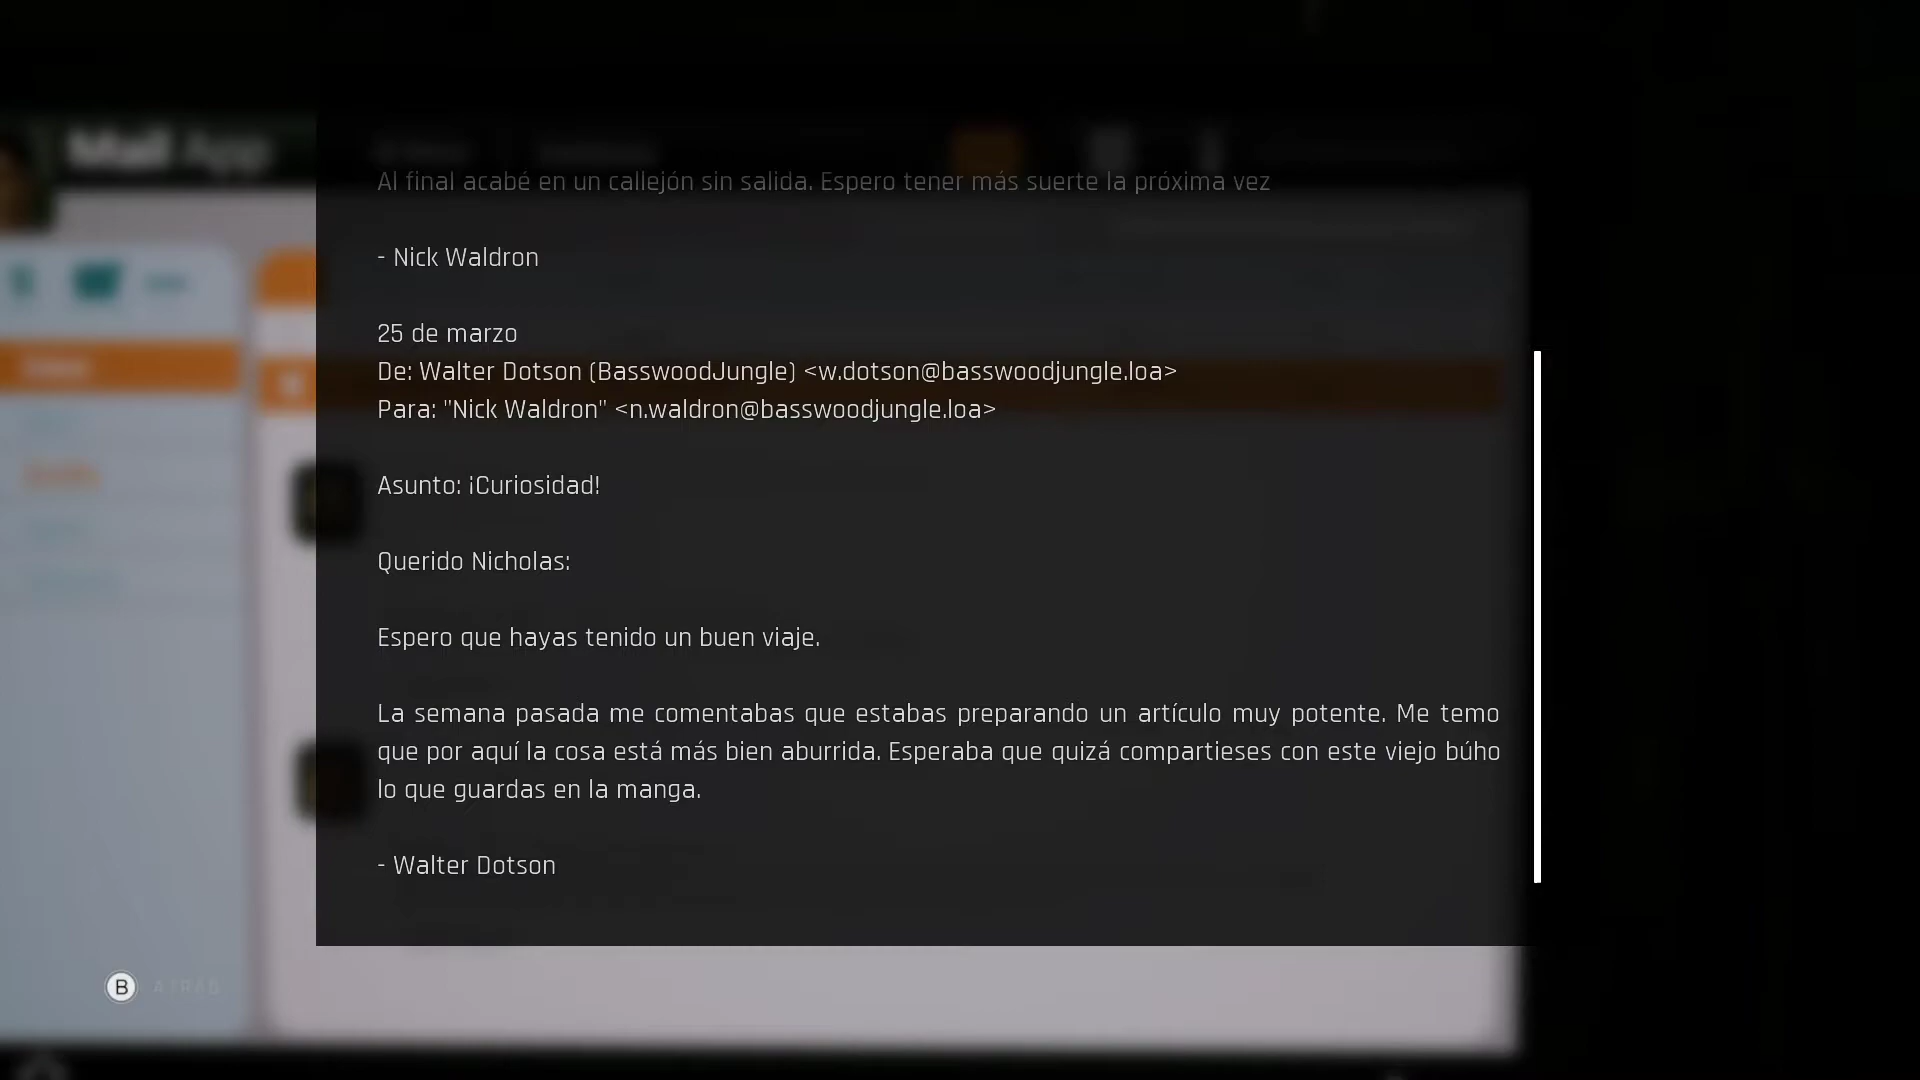 Mail App
Al final acabé en un callejón sin salida. Espero tener más suerte la próxima vez
- Nick Waldron
25 de marzo
De: Walter Dotson (BasswoodJungle) <w.dotson@basswoodjungle.loa>
Para: "Nick Waldron" <n.waldron@basswoodjungle.loa>
Asunto: ¡Curiosidad!
Querido Nicholas:
Espero que hayas tenido un buen viaje.
La semana pasada me comentabas que estabas preparando un artículo muy potente. Me temo
que por aquí la cosa está más bien aburrida. Esperaba que quizá compartieses con este viejo búho
lo que guardas en la manga.
- Walter Dotson
B ATRÁS